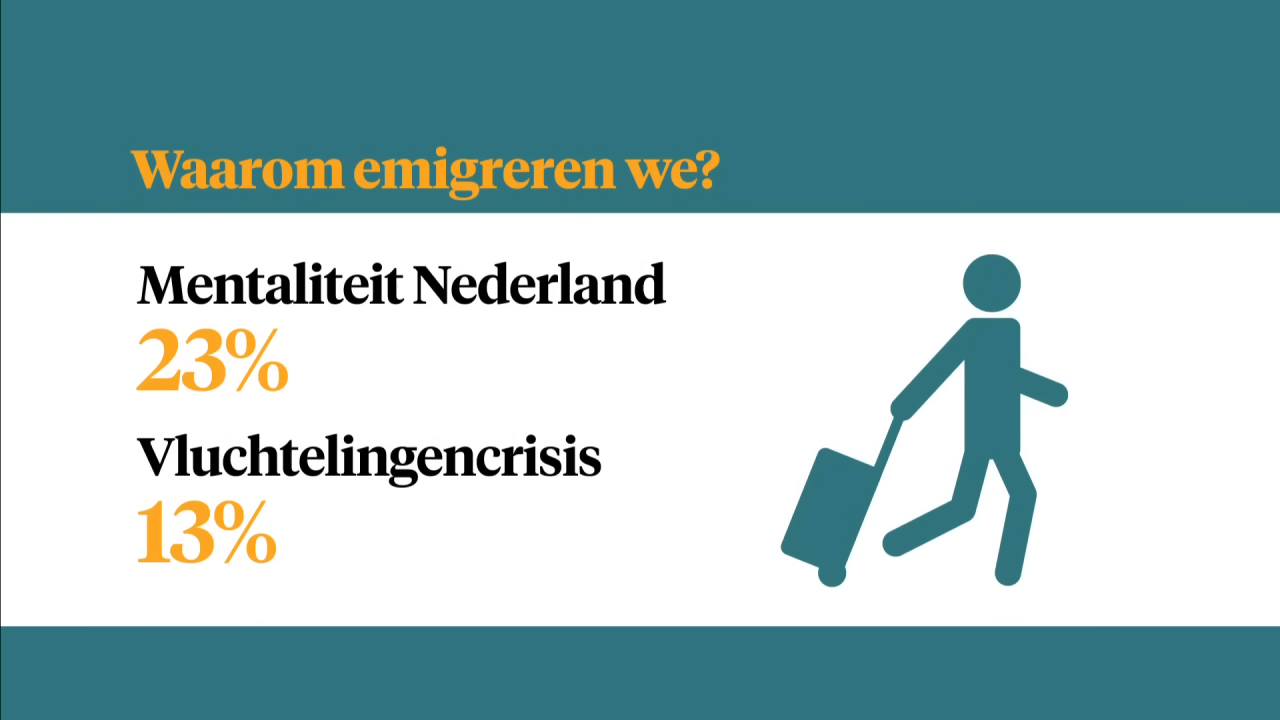 Waarom emigreren we?
Mentaliteit Nederland
23%
Vluchtelingencrisis
13%